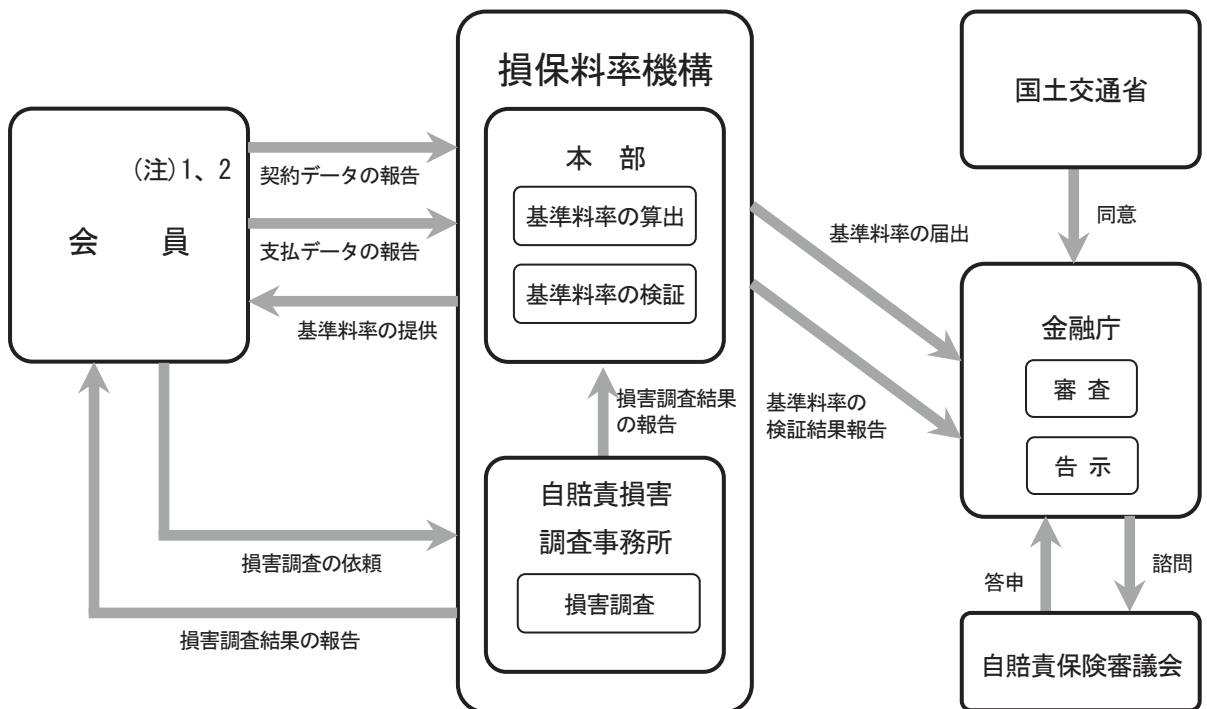 損保料率機構
国土交通省
(注)1、2
会　員
契約データの報告
支払データの報告
基準料率の提供
本　部
基準料率の算出
基準料率の検証
基準料率の届出
同意
金融庁
審 査
告 示
損害調査結果
の報告
基準料率の
検証結果報告
自賠責損害
調査事務所
損害調査
損害調査の依頼
損害調査結果の報告
答申
諮問
自賠責保険審議会